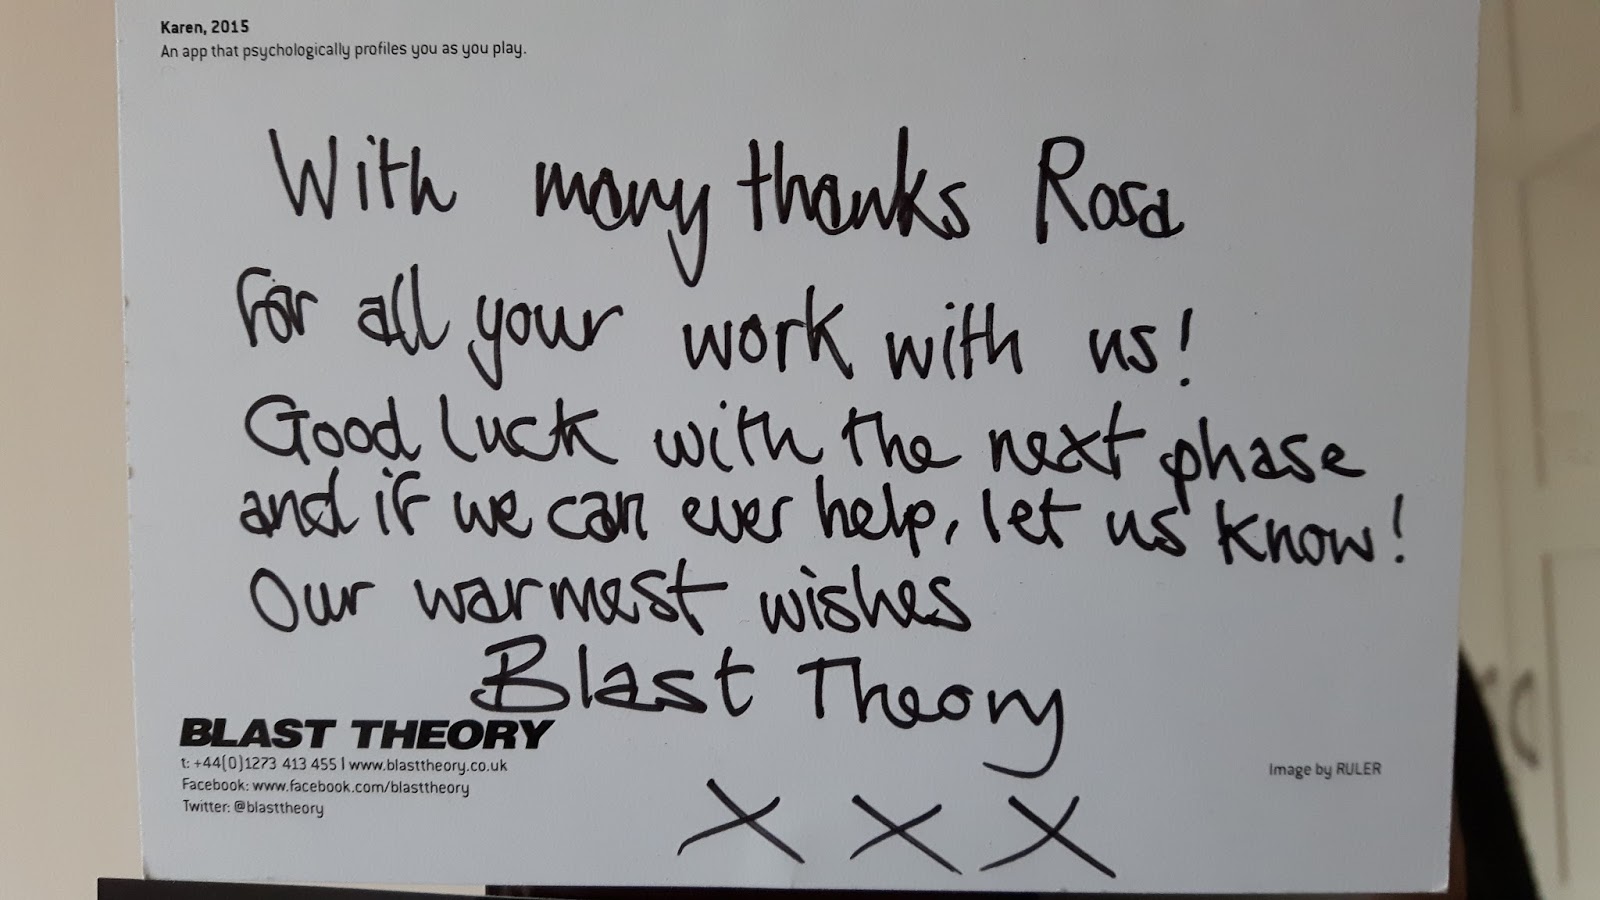 Karen, 2015
An app that psychologically profiles you as you play.
With many thanks Rosa
for all your work with us!
Good luck with the next phase
and if we can ever help, let us know!
Our warmest wishes
Blast Theory
BLAST THEORY
t: +44(0)1273 413 455 | www.blasttheory.co.uk
Facebook: www.facebook.com/blasttheory
Twitter: @blasttheory
Image by RULER
X X X